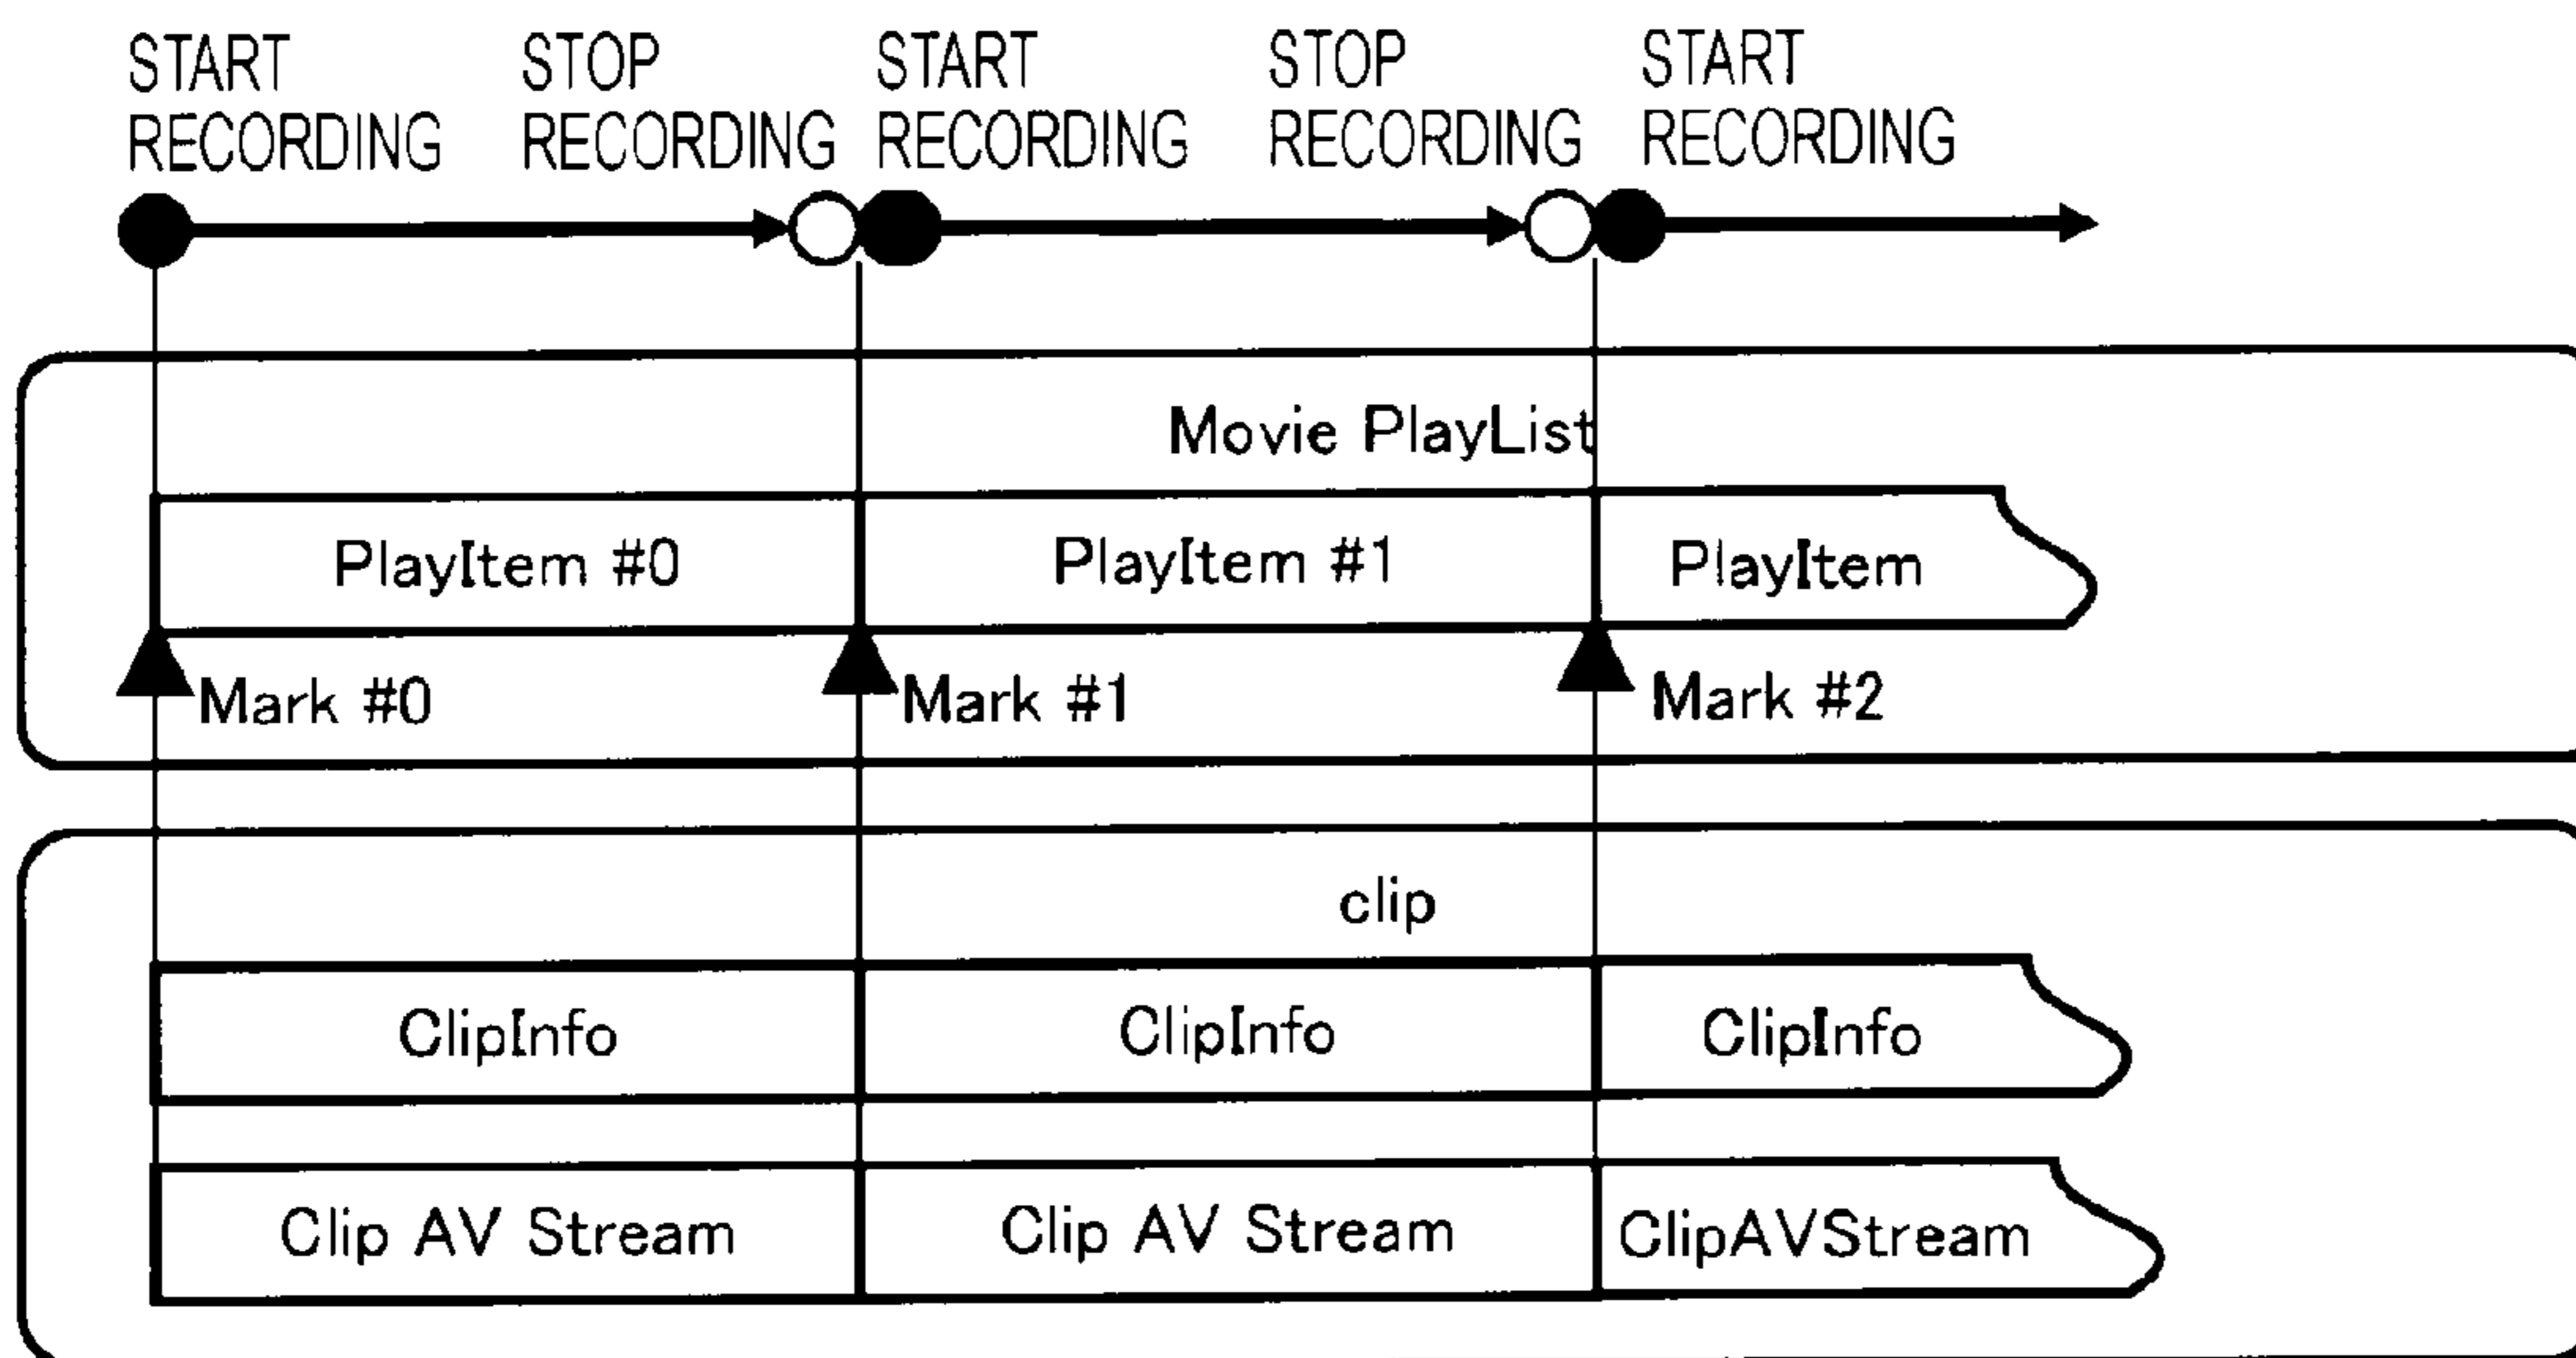 START STOP START STOP START
RECORDING RECORDING RECORDING RECORDING RECORDING
Movie PlayList
PlayItem #0 PlayItem #1 PlayItem
Mark #0 Mark #1 Mark #2
clip
ClipInfo ClipInfo ClipInfo
Clip AV Stream Clip AV Stream ClipAVStream